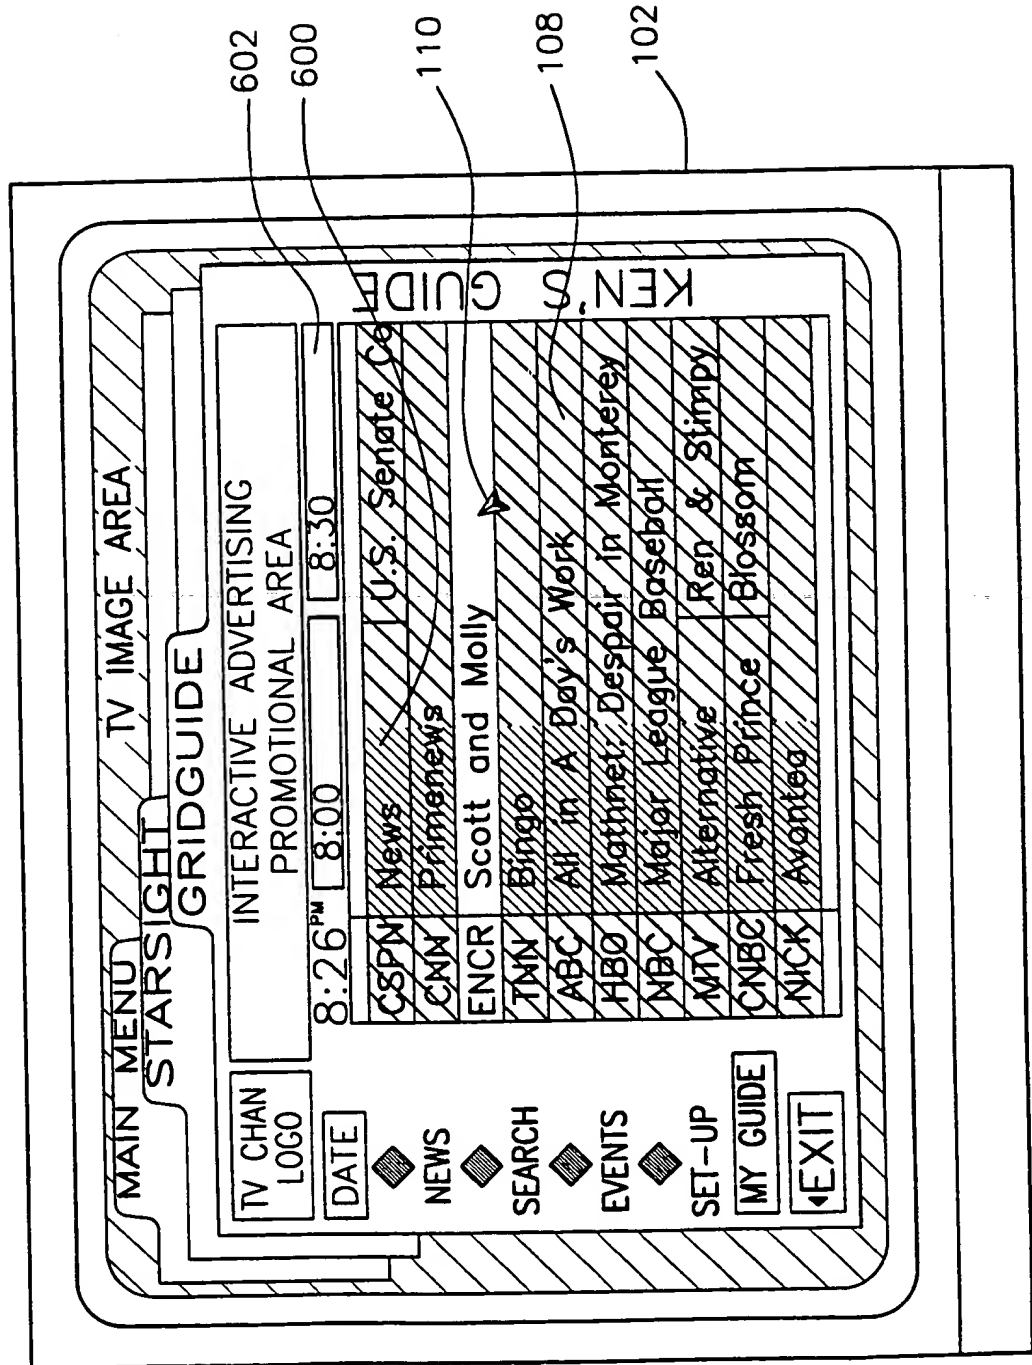 MAIN MENU
TV IMAGE AREA
STARSIGHT
GRIDGUIDE
TV CHAN
LOGO
INTERACTIVE ADVERTISING
PROMOTIONAL AREA
DATE
8:26 PM
8:00
8:30
NEWS
SEARCH
EVENTS
SET-UP
MY GUIDE
EXIT
CSPN News U.S. Senate Co
CNN Primenews
ENCR Scott and Molly
TNN Bingo
ABC All in A Day's Work
HBO Mathnet: Despair in Monterey
NBC Major League Baseball
MTV Alternative Ren & Stimpy
CNBC Fresh Prince Blossom
NICK Avontea
KEN'S GUIDE
602
600
110
108
102